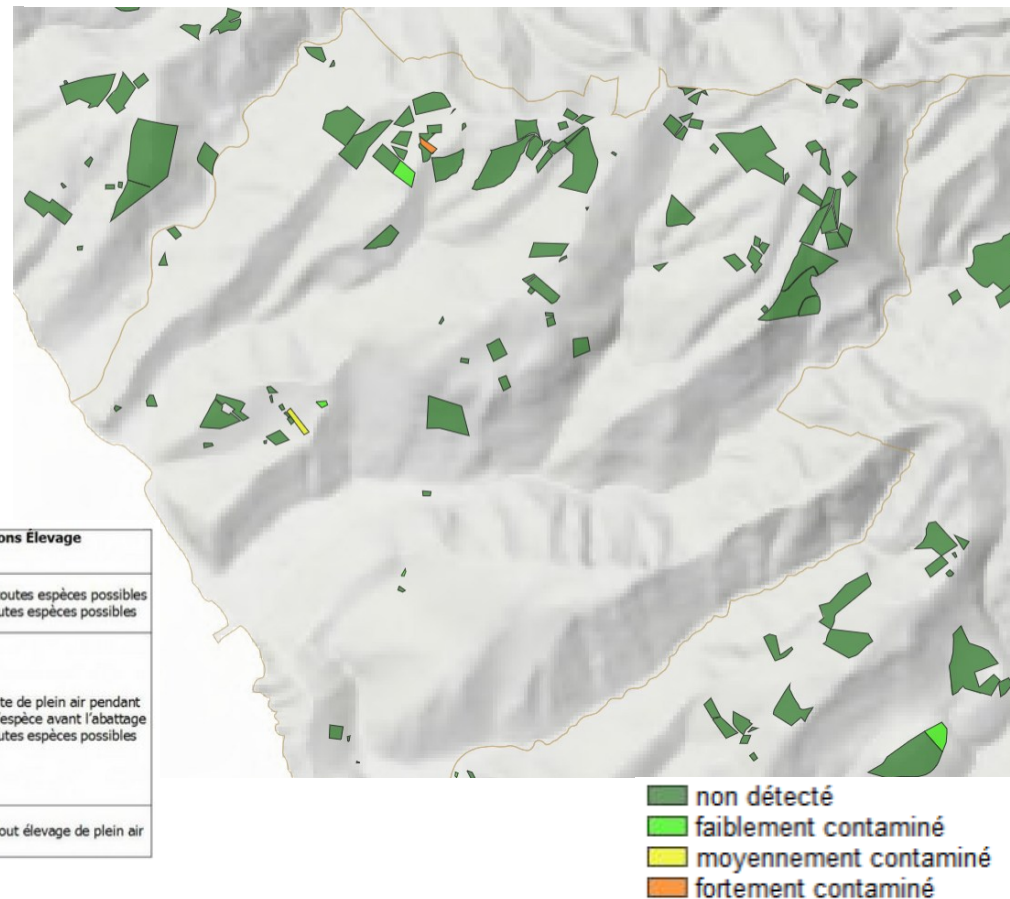 ons Élevage
outes espèces possibles
utes espèces possibles
te de plein air pendant
espèce avant l'abattage
utes espèces possibles
out élevage de plein air
non détecté
faiblement contaminé
moyennement contaminé
fortement contaminé